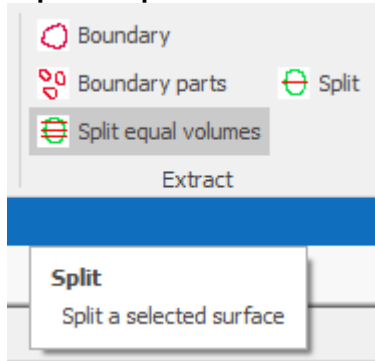 Boundary
Boundary parts
Split
Split equal volumes
Extract
Split
Split a selected surface